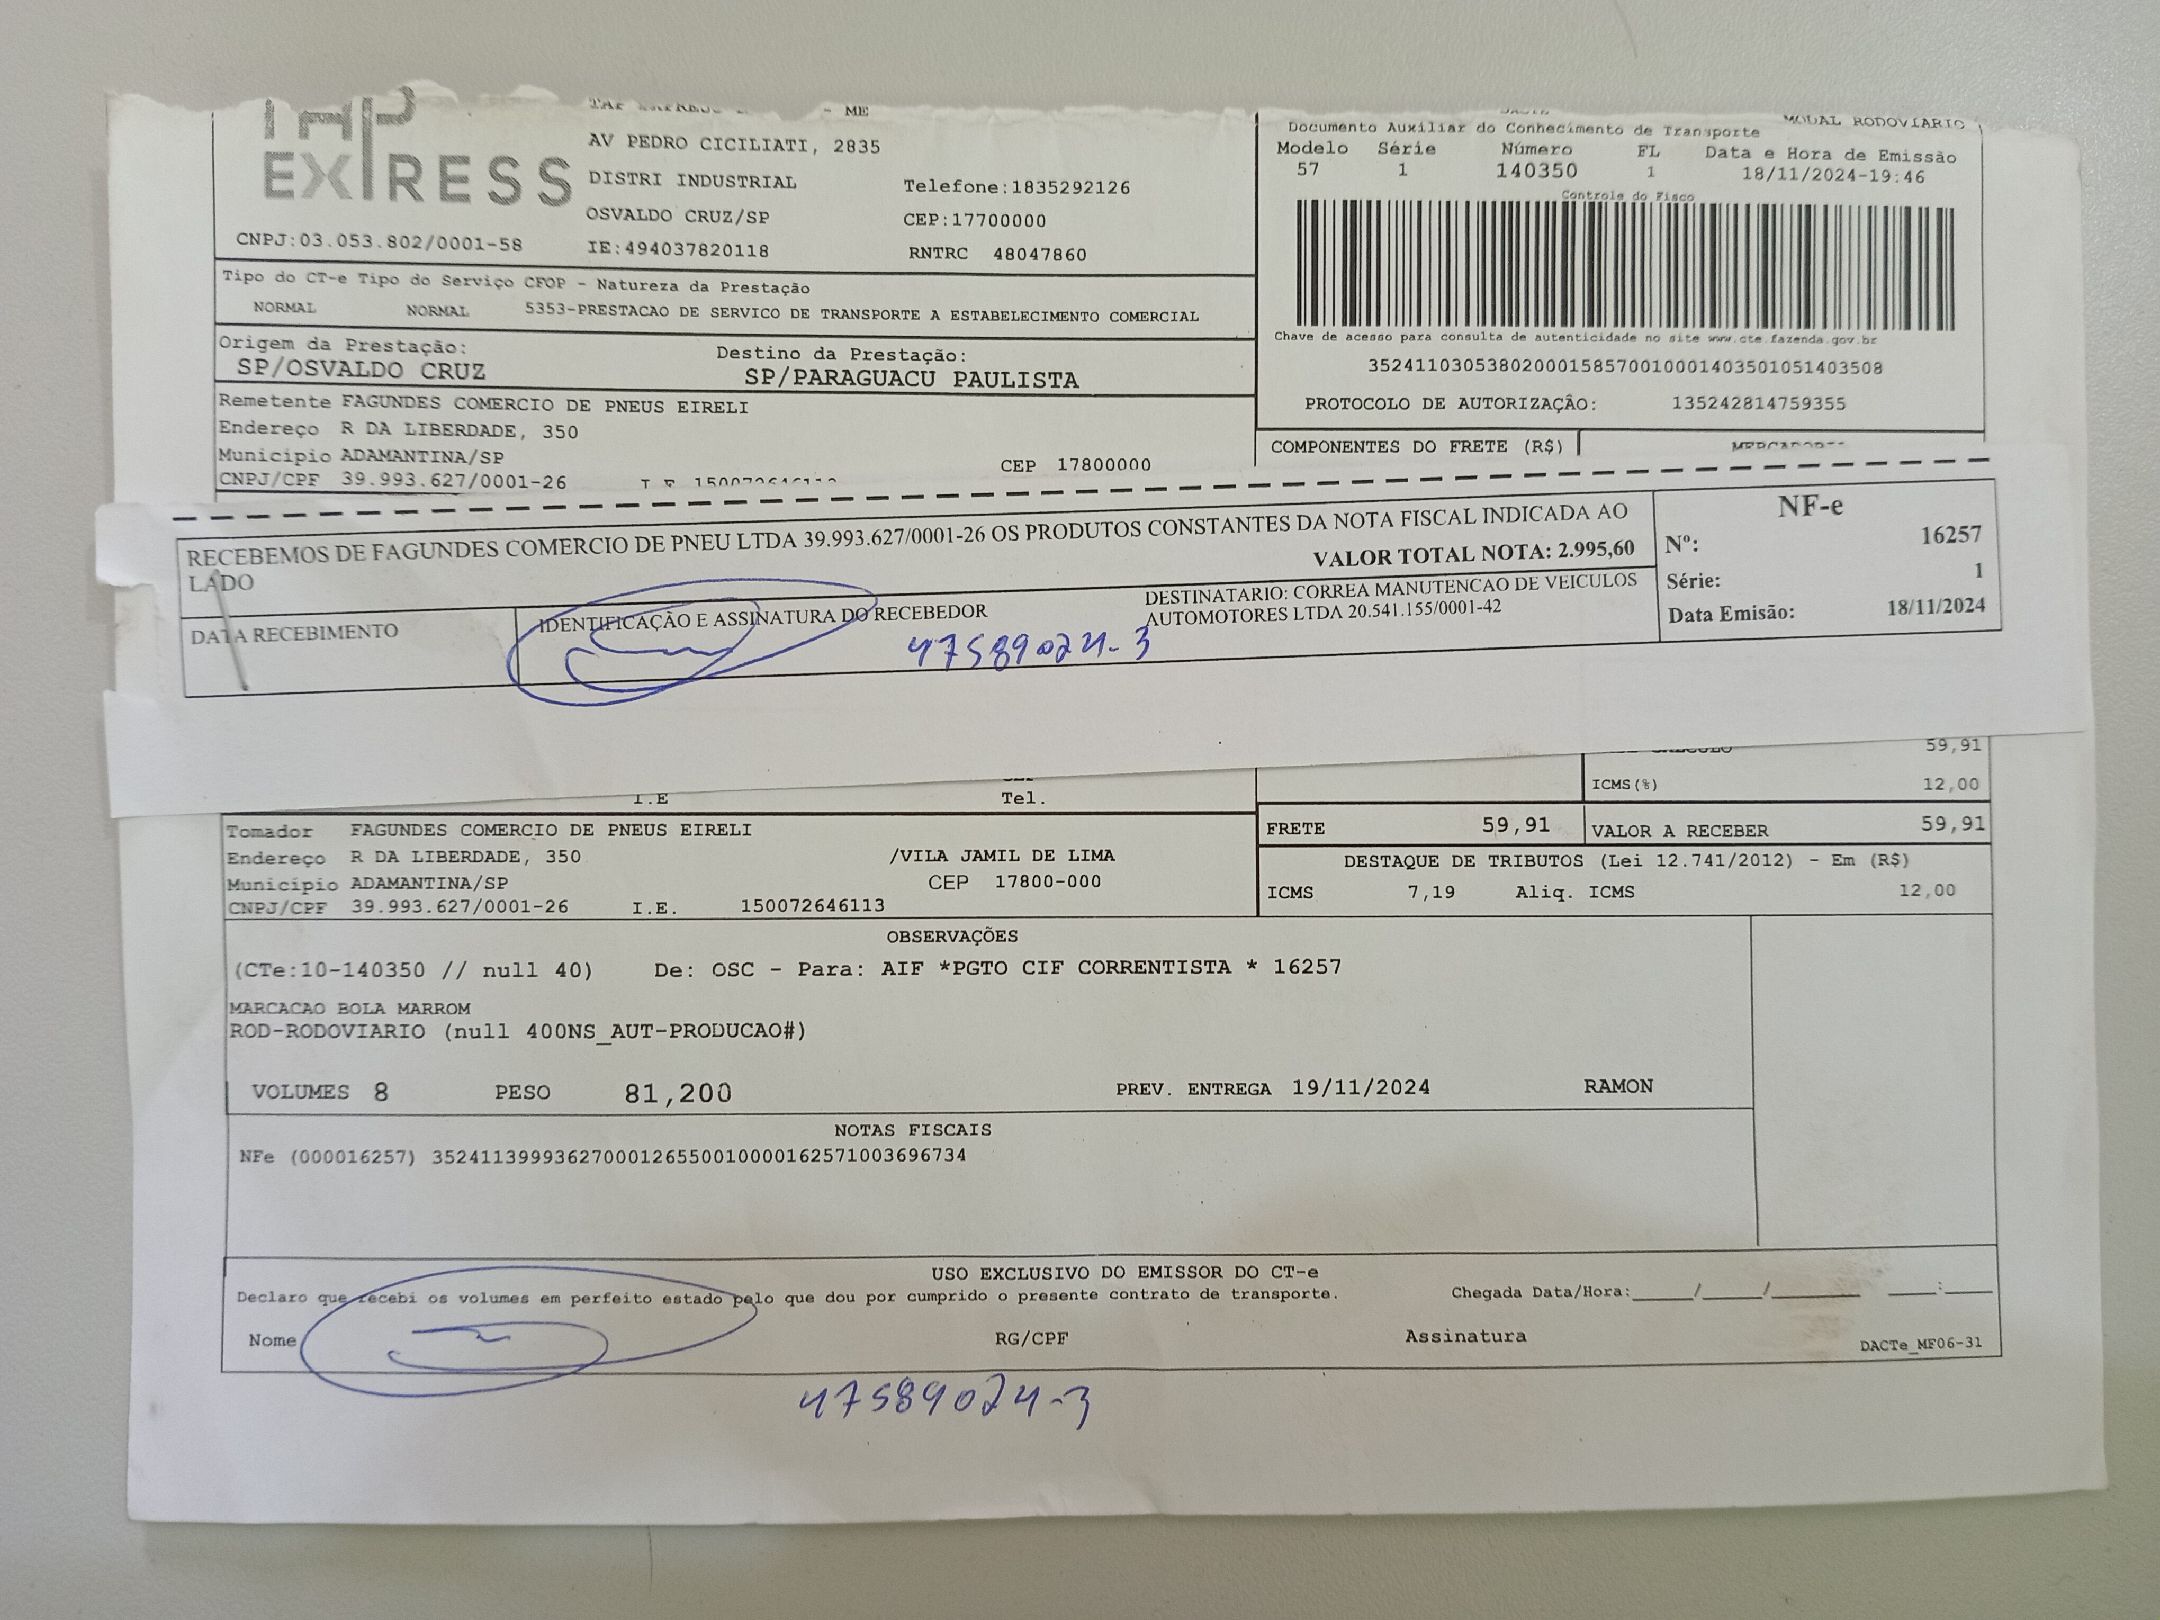 TAP
EXPRESS
- ME
AV PEDRO CICILIATI, 2835
DISTRI INDUSTRIAL
Telefone:1835292126
OSVALDO CRUZ/SP
CEP:17700000
CNPJ:03.053.802/0001-58
IE:494037820118
RNTRC 48047860
MODAL RODOVIARIO
Documento Auxiliar do Conhecimento de Transporte
Modelo Série Número FL Data e Hora de Emissão
57 1 140350 1 18/11/2024-19:46
Controle do Fisco
Chave de acesso para consulta de autenticidade no site www.cte.fazenda.gov.br
35241103053802000158570010001403501051403508
PROTOCOLO DE AUTORIZAÇÂO: 135242814759355
COMPONENTES DO FRETE (R$)
Tipo do CT-e Tipo do Serviço CFOP - Natureza da Prestação
NORMAL NORMAL 5353-PRESTACAO DE SERVICO DE TRANSPORTE A ESTABELECIMENTO COMERCIAL
Origem da Prestação: Destino da Prestação:
SP/OSVALDO CRUZ SP/PARAGUACU PAULISTA
Remetente FAGUNDES COMERCIO DE PNEUS EIRELI
Endereço R DA LIBERDADE, 350
Município ADAMANTINA/SP CEP 17800000
CNPJ/CPF 39.993.627/0001-26
RECEBEMOS DE FAGUNDES COMERCIO DE PNEU LTDA 39.993.627/0001-26 OS PRODUTOS CONSTANTES DA NOTA FISCAL INDICADA AO
LADO
VALOR TOTAL NOTA: 2.995,60
DATA RECEBIMENTO
IDENTIFICAÇÃO E ASSINATURA DO RECEBEDOR
DESTINATARIO: CORREA MANUTENCAO DE VEICULOS
AUTOMOTORES LTDA 20.541.155/0001-42
47589024-3
NF-e
Nº: 16257
Série: 1
Data Emisão: 18/11/2024
59,91
ICMS(%) 12,00
I.E Tel.
Tomador FAGUNDES COMERCIO DE PNEUS EIRELI
Endereço R DA LIBERDADE, 350 /VILA JAMIL DE LIMA
Município ADAMANTINA/SP CEP 17800-000
CNPJ/CPF 39.993.627/0001-26 I.E. 150072646113
FRETE 59,91 VALOR A RECEBER 59,91
DESTAQUE DE TRIBUTOS (Lei 12.741/2012) - Em (R$)
ICMS 7,19 Aliq. ICMS 12,00
OBSERVAÇÕES
(CTe:10-140350 // null 40) De: OSC - Para: AIF *PGTO CIF CORRENTISTA * 16257
MARCACAO BOLA MARROM
ROD-RODOVIARIO (null 400NS_AUT-PRODUCAO#)
VOLUMES 8 PESO 81,200 PREV. ENTREGA 19/11/2024 RAMON
NOTAS FISCAIS
NFe (000016257) 35241139993627000126550010000162571003696734
USO EXCLUSIVO DO EMISSOR DO CT-e
Declaro que recebi os volumes em perfeito estado pelo que dou por cumprido o presente contrato de transporte. Chegada Data/Hora:_____/_____/________ ____:____
Nome RG/CPF Assinatura DACTe_MF06-31
47589024-3